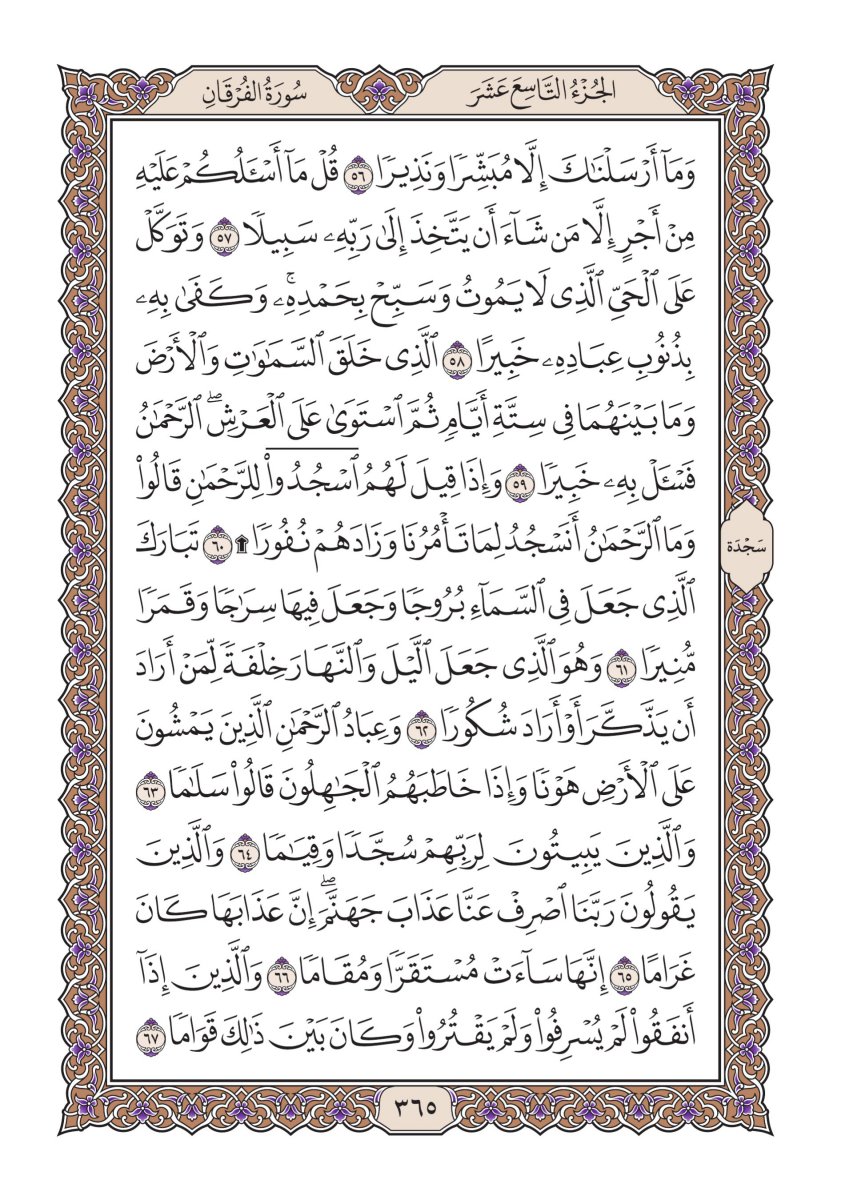 الجُزْءُ التَّاسِعَ عَشَرَ
سُورَةُ الفُرْقَانِ
وَمَآ أَرْسَلْنَٰكَ إِلَّا مُبَشِّرٗا وَنَذِيرٗا ٥٦ قُلْ مَآ أَسْـَٔلُكُمْ عَلَيْهِ
مِنْ أَجْرٍ إِلَّا مَن شَآءَ أَن يَتَّخِذَ إِلَىٰ رَبِّهِۦ سَبِيلٗا ٥٧ وَتَوَكَّلْ
عَلَى ٱلْحَيِّ ٱلَّذِي لَا يَمُوتُ وَسَبِّحْ بِحَمْدِهِۦۚ وَكَفَىٰ بِهِۦ
بِذُنُوبِ عِبَادِهِۦ خَبِيرًا ٥٨ ٱلَّذِي خَلَقَ ٱلسَّمَٰوَٰتِ وَٱلْأَرْضَ
وَمَا بَيْنَهُمَا فِي سِتَّةِ أَيَّامٖ ثُمَّ ٱسْتَوَىٰ عَلَى ٱلْعَرْشِۖ ٱلرَّحْمَٰنُ
فَسْـَٔلْ بِهِۦ خَبِيرٗا ٥٩ وَإِذَا قِيلَ لَهُمُ ٱسْجُدُواْ لِلرَّحْمَٰنِ قَالُواْ
وَمَا ٱلرَّحْمَٰنُ أَنَسْجُدُ لِمَا تَأْمُرُنَا وَزَادَهُمْ نُفُورٗا ۩ ٦٠ تَبَارَكَ
سَجْدَة
ٱلَّذِي جَعَلَ فِي ٱلسَّمَآءِ بُرُوجٗا وَجَعَلَ فِيهَا سِرَٰجٗا وَقَمَرٗا
مُّنِيرٗا ٦١ وَهُوَ ٱلَّذِي جَعَلَ ٱلَّيْلَ وَٱلنَّهَارَ خِلْفَةٗ لِّمَنْ أَرَادَ
أَن يَذَّكَّرَ أَوْ أَرَادَ شُكُورٗا ٦٢ وَعِبَادُ ٱلرَّحْمَٰنِ ٱلَّذِينَ يَمْشُونَ
عَلَى ٱلْأَرْضِ هَوْنٗا وَإِذَا خَاطَبَهُمُ ٱلْجَٰهِلُونَ قَالُواْ سَلَٰمٗا ٦٣
وَٱلَّذِينَ يَبِيتُونَ لِرَبِّهِمْ سُجَّدٗا وَقِيَٰمٗا ٦٤ وَٱلَّذِينَ
يَقُولُونَ رَبَّنَا ٱصْرِفْ عَنَّا عَذَابَ جَهَنَّمَۖ إِنَّ عَذَابَهَا كَانَ
غَرَامًا ٦٥ إِنَّهَا سَآءَتْ مُسْتَقَرّٗا وَمُقَامٗا ٦٦ وَٱلَّذِينَ إِذَآ
أَنفَقُواْ لَمْ يُسْرِفُواْ وَلَمْ يَقْتُرُواْ وَكَانَ بَيْنَ ذَٰلِكَ قَوَامٗا ٦٧
٣٦٥